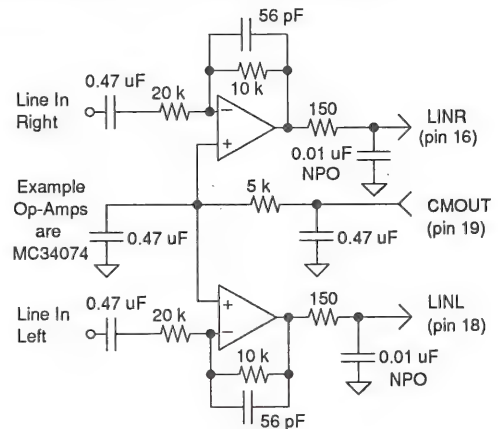 56 pF
0.47 uF
20 k
10 k
Line In
Right
−
+
150
LINR
(pin 16)
0.01 uF
NPO
Example
Op-Amps
are
MC34074
0.47 uF
5 k
0.47 uF
CMOUT
(pin 19)
Line In
Left
0.47 uF
20 k
+
−
150
LINL
(pin 18)
10 k
0.01 uF
NPO
56 pF